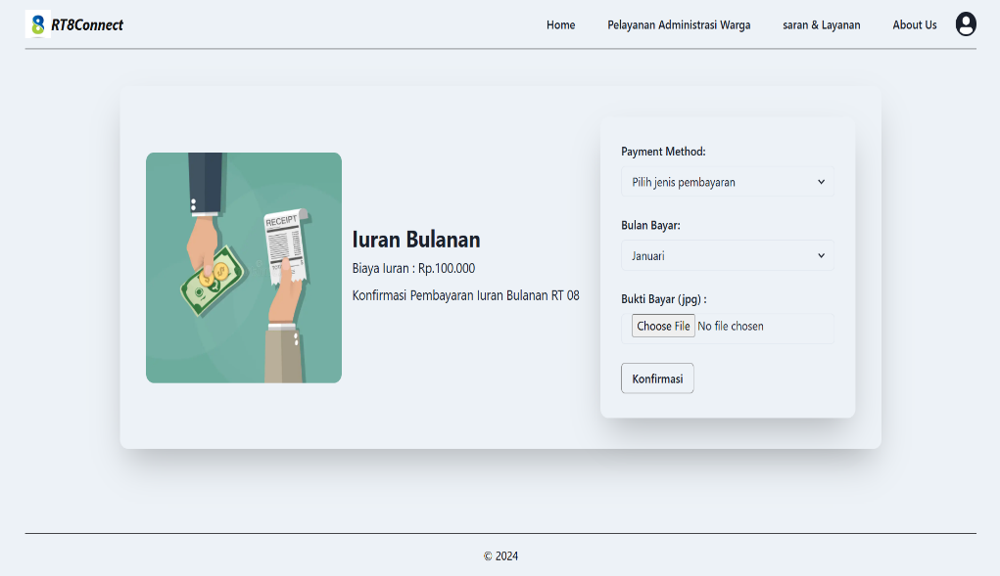 RT8Connect
Home
Pelayanan Administrasi Warga
saran & Layanan
About Us
RECEIPT
Iuran Bulanan
Biaya Iuran : Rp.100.000
Konfirmasi Pembayaran Iuran Bulanan RT 08
Payment Method:
Pilih jenis pembayaran
Bulan Bayar:
Januari
Bukti Bayar (jpg) :
Choose File No file chosen
Konfirmasi
© 2024